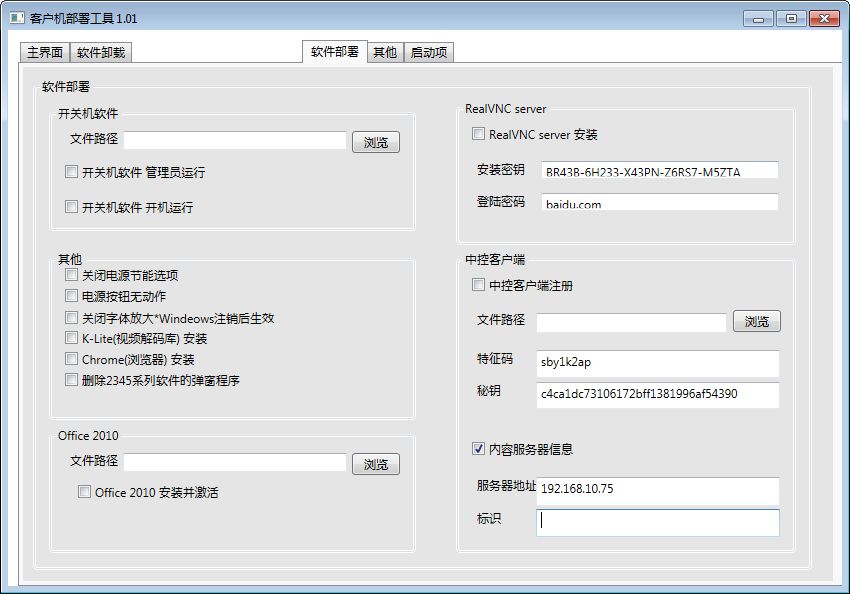 客户机部署工具 1.01
主界面 软件卸载 软件部署 其他 启动项
软件部署
开关机软件
文件路径 浏览
开关机软件 管理员运行
开关机软件 开机运行
其他
关闭电源节能选项
电源按钮无动作
关闭字体放大*Windeows注销后生效
K-Lite(视频解码库) 安装
Chrome(浏览器) 安装
删除2345系列软件的弹窗程序
Office 2010
文件路径 浏览
Office 2010 安装并激活
RealVNC server
RealVNC server 安装
安装密钥 BR43B-6H233-X43PN-Z6RS7-M5ZTA
登陆密码 baidu.com
中控客户端
中控客户端注册
文件路径 浏览
特征码 sby1k2ap
秘钥 c4ca1dc73106172bff1381996af54390
内容服务器信息
服务器地址 192.168.10.75
标识